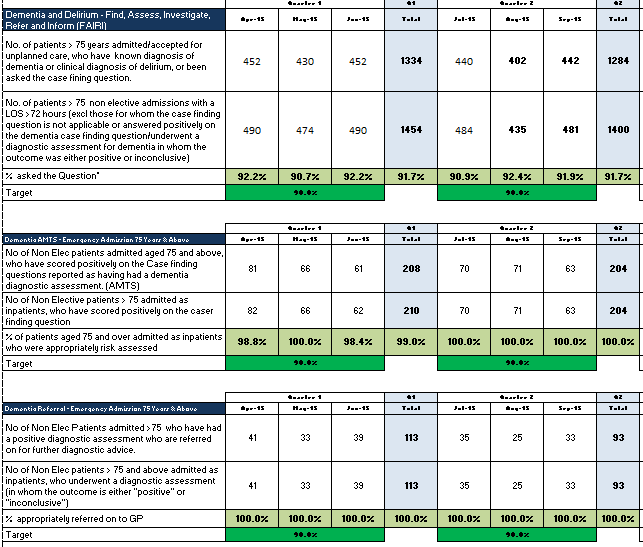 Quarter 1 Q1 Quarter 2 Q2
Dementia and Delirium - Find, Assess, Investigate,
Refer and Inform (FAIRI) Apr-15 May-15 Jun-15 Total Jul-15 Aug-15 Sep-15 Total
No. of patients > 75 years admitted/accepted for
unplanned care, who have known diagnosis of
dementia or clinical diagnosis of delirium, or been
asked the case fining question.
452 430 452 1334 440 402 442 1284
No. of patients > 75 non elective admissions with a
LOS >72 hours (excl those for whom the case finding
question is not applicable or answered positively on
the dementia case finding question/underwent a
diagnostic assessment for dementia in whom the
outcome was either positive or inconclusive)
490 474 490 1454 484 435 481 1400
% asked the Question* 92.2% 90.7% 92.2% 91.7% 90.9% 92.4% 91.9% 91.7%
Target 90.0% 90.0%
Quarter 1 Q1 Quarter 2 Q2
Dementia AMTS - Emergency Admission 75 Years & Above Apr-15 May-15 Jun-15 Total Jul-15 Aug-15 Sep-15 Total
No of Non Elec patients admitted aged 75 and above,
who have scored positively on the Case finding
questions reported as having had a dementia
diagnostic assessment. (AMTS)
81 66 61 208 70 71 63 204
No of Non Elective patients > 75 admitted as
inpatients, who have scored positively on the caser
finding question
82 66 62 210 70 71 63 204
% of patients aged 75 and over admitted as inpatients
who were appropriately risk assessed
98.8% 100.0% 98.4% 99.0% 100.0% 100.0% 100.0% 100.0%
Target 90.0% 90.0%
Quarter 1 Q1 Quarter 2 Q2
Dementia Referral - Emergency Admission 75 Years & Above Apr-15 May-15 Jun-15 Total Jul-15 Aug-15 Sep-15 Total
No of Non Elec Patients admitted >75 who have had
a positive diagnostic assessment who are referred
on for further diagnostic advice.
41 33 39 113 35 25 33 93
No of Non Elec patients > 75 and above admitted as
inpatients, who underwent a diagnostic assessment
(in whom the outcome is either "positive" or
"inconclusive")
41 33 39 113 35 25 33 93
% appropriately referred on to GP 100.0% 100.0% 100.0% 100.0% 100.0% 100.0% 100.0% 100.0%
Target 90.0% 90.0%